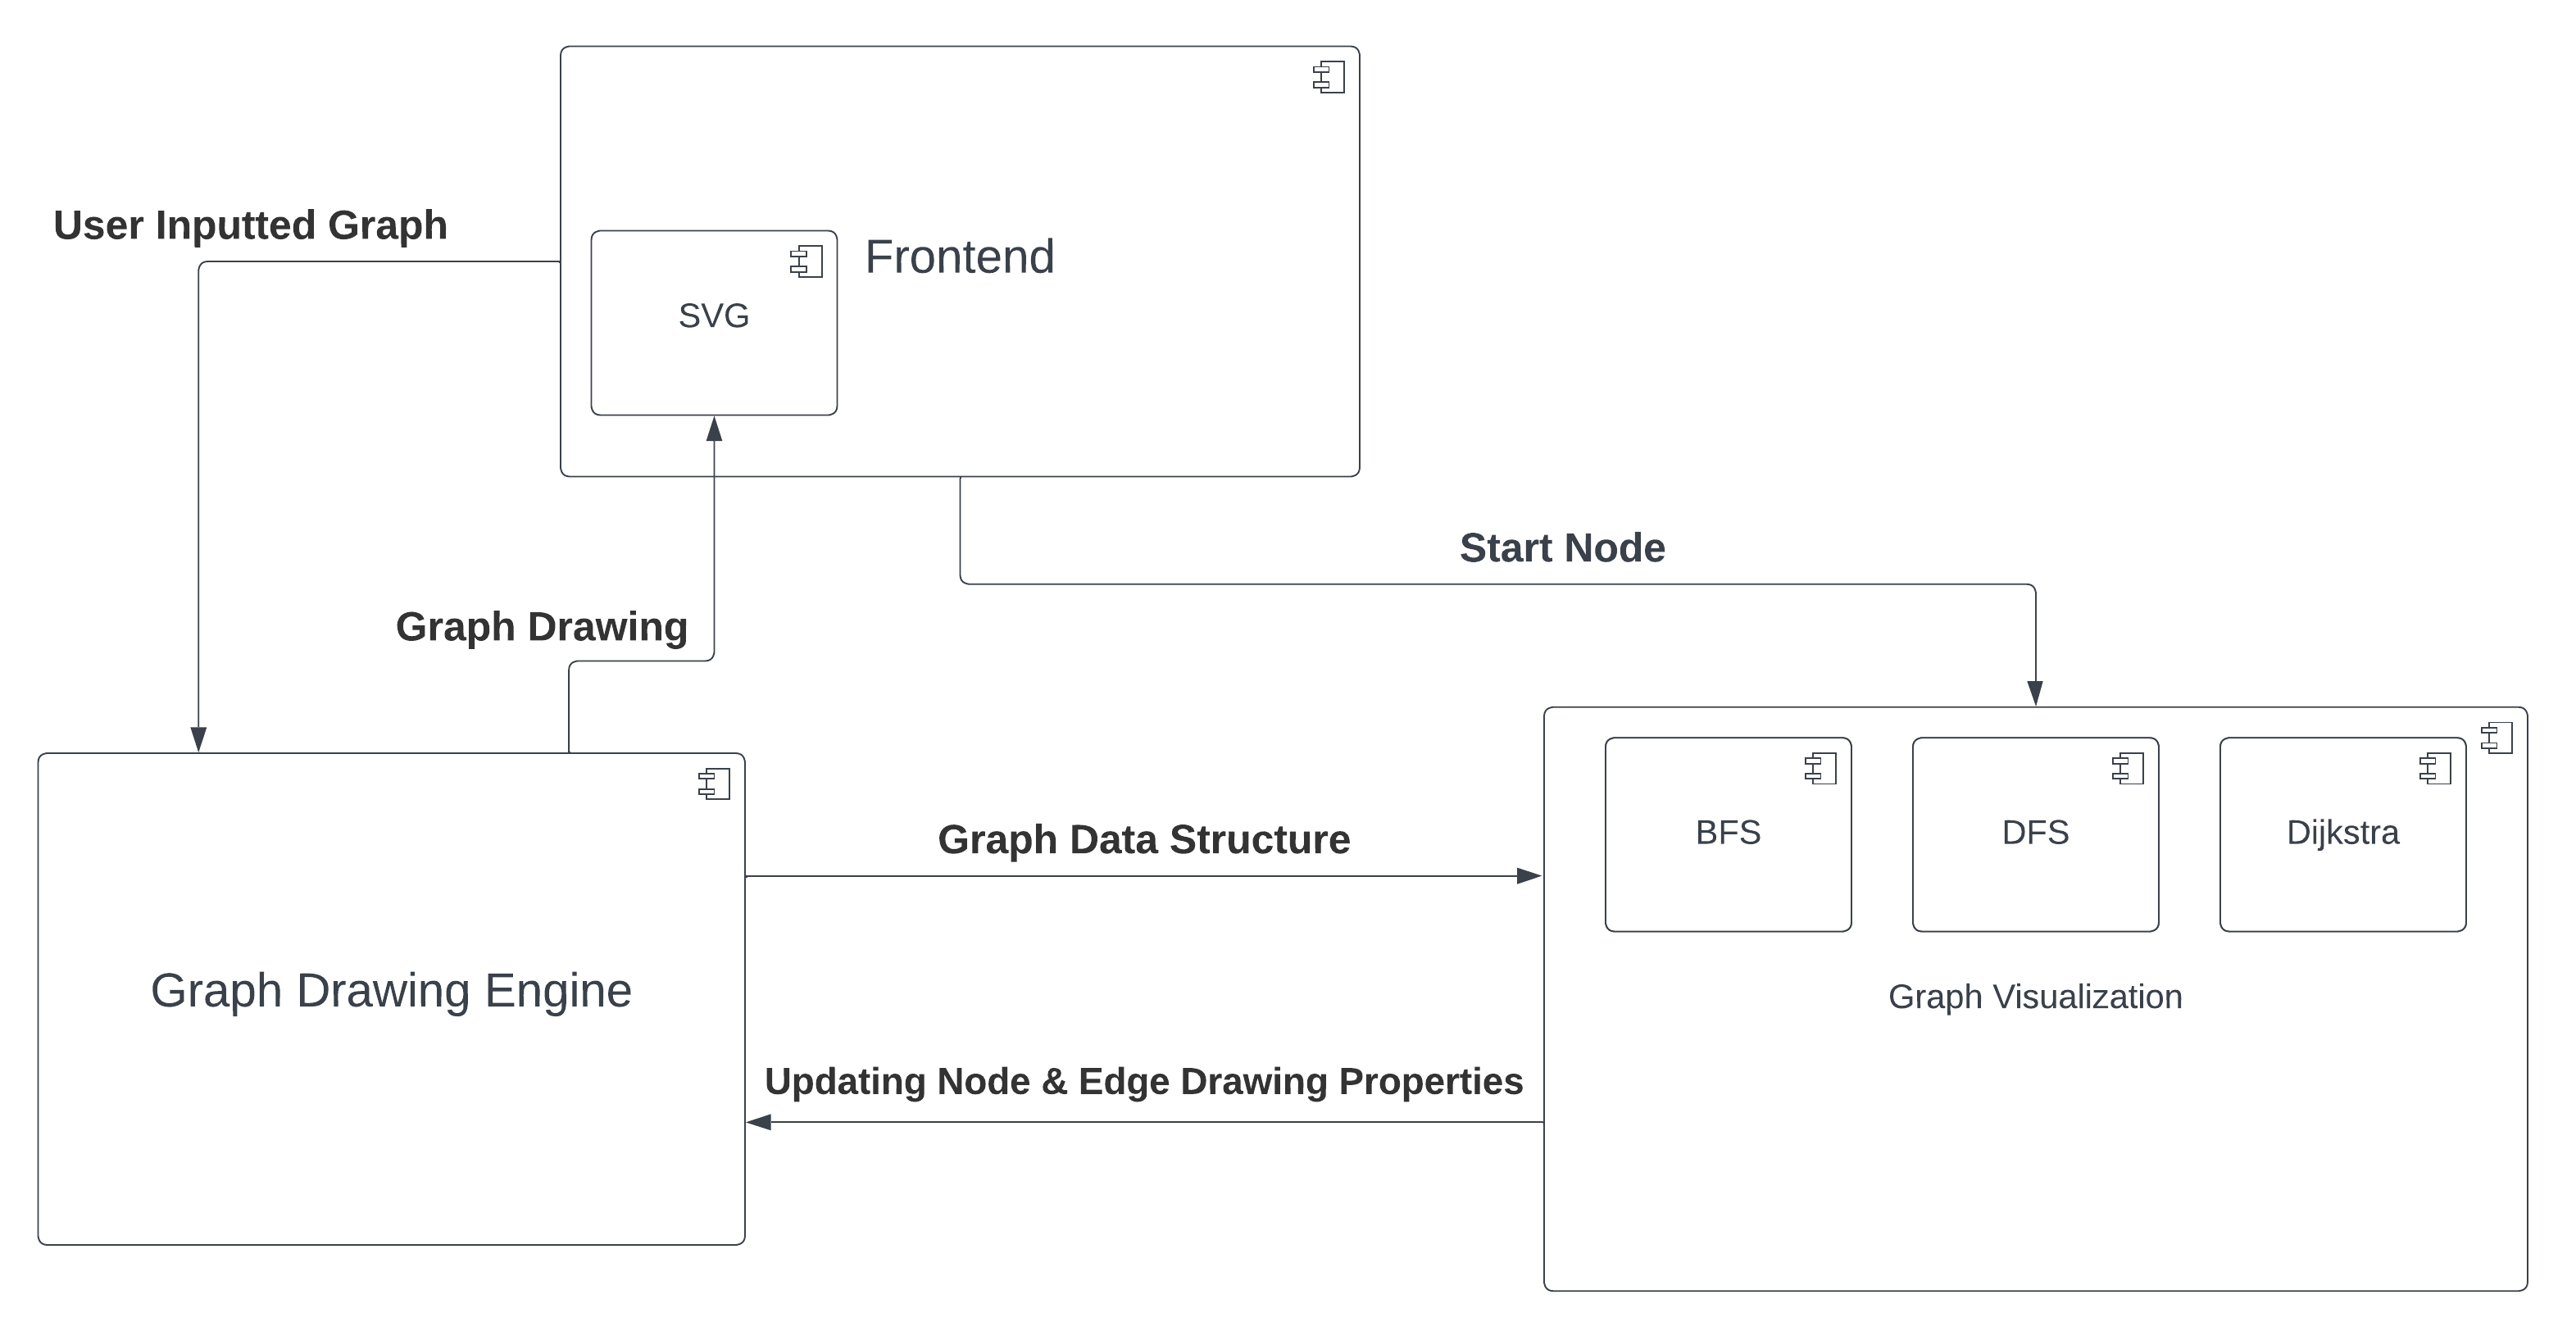 User Inputted Graph
Frontend
SVG
Start Node
Graph Drawing
BFS
DFS
Dijkstra
Graph Data Structure
Graph Drawing Engine
Graph Visualization
Updating Node & Edge Drawing Properties